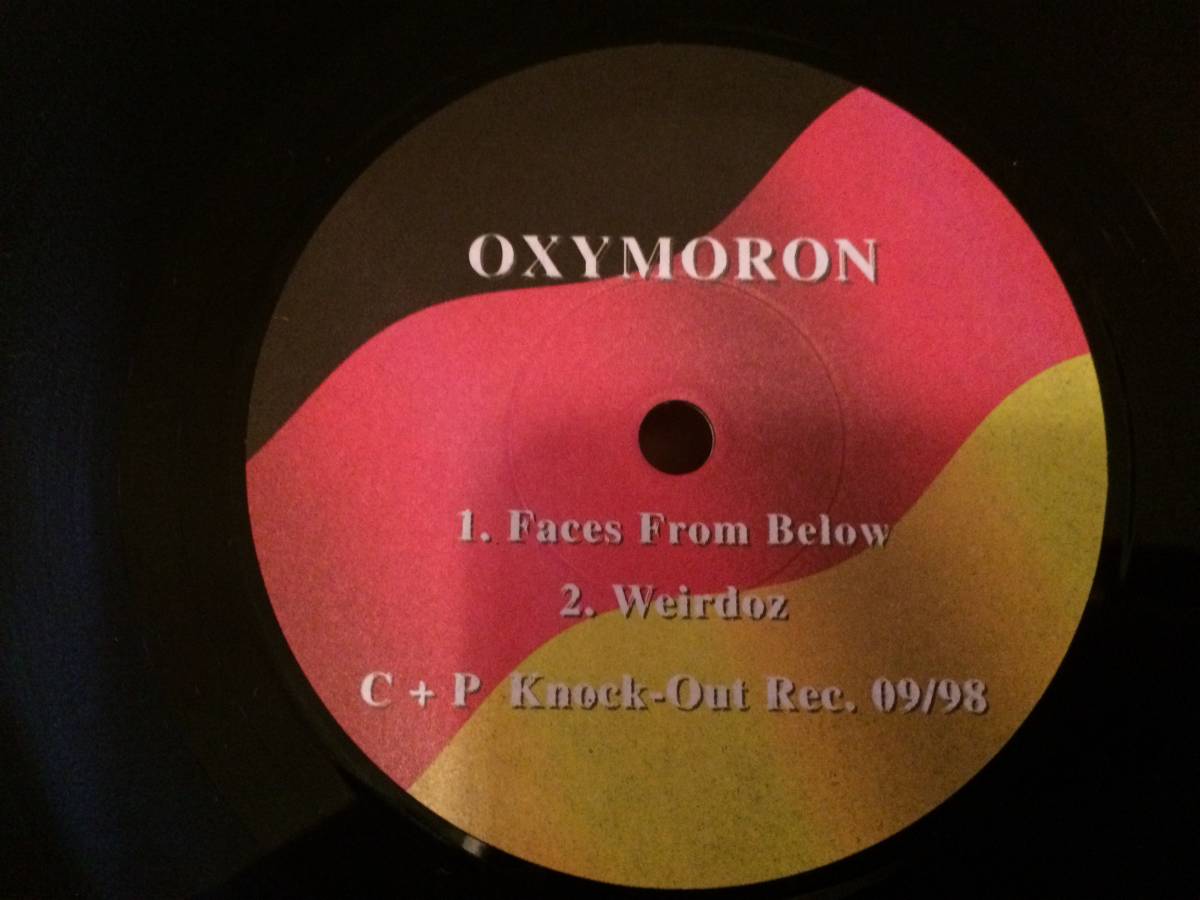 OXYMORON
1. Faces From Below
2. Weirdoz
C + P Knock-Out Rec. 09/98